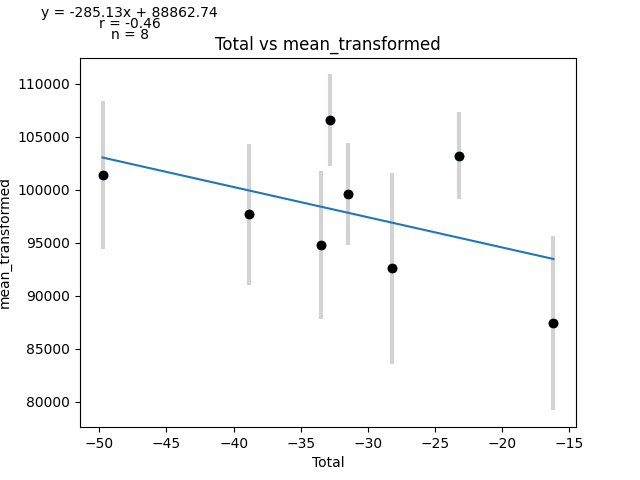 y = -285.13x + 88862.74
r = -0.46
n = 8
Total vs mean_transformed
110000
105000
100000
95000
90000
85000
80000
mean_transformed
−50
−45
−40
−35
−30
−25
−20
−15
Total